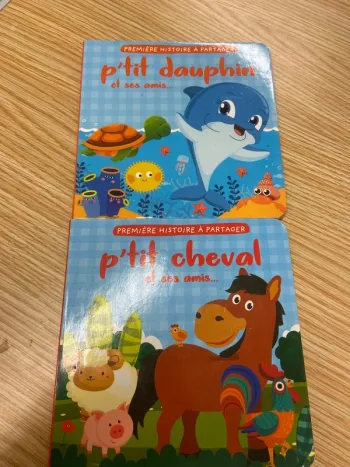 PREMIÈRE HISTOIRE À PARTAGER
p'tit dauphin
et ses amis...
PREMIÈRE HISTOIRE À PARTAGER
p'tit cheval
et ses amis...